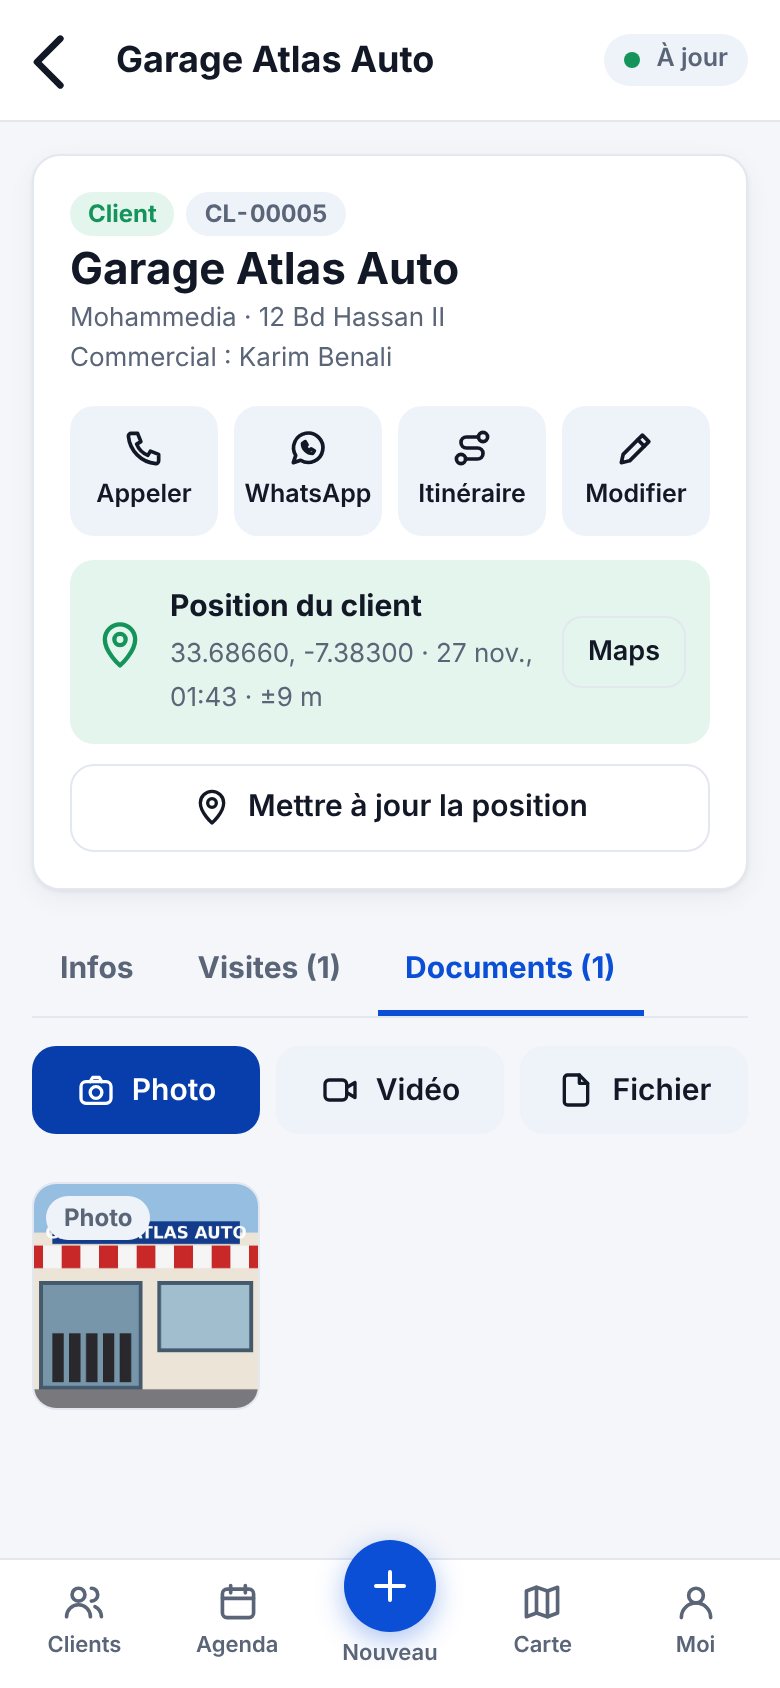 Garage Atlas Auto
À jour
Client
CL-00005
Garage Atlas Auto
Mohammedia · 12 Bd Hassan II
Commercial : Karim Benali
Appeler
WhatsApp
Itinéraire
Modifier
Position du client
33.68660, -7.38300 · 27 nov.,
01:43 · ±9 m
Maps
Mettre à jour la position
Infos
Visites (1)
Documents (1)
Photo
Vidéo
Fichier
Photo
TLAS AUTO
Clients
Agenda
Nouveau
Carte
Moi